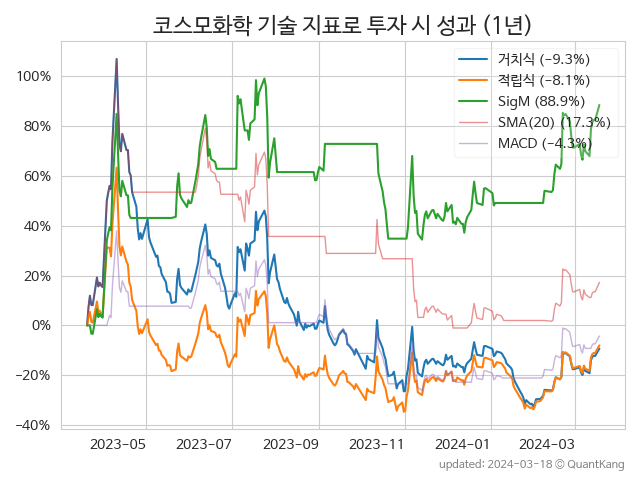 코스모화학 기술 지표로 투자 시 성과 (1년)
거치식 (−9.3%)
적립식 (−8.1%)
SigM (88.9%)
SMA(20) (17.3%)
MACD (−4.3%)
100%
80%
60%
40%
20%
0%
−20%
−40%
2023-05 2023-07 2023-09 2023-11 2024-01 2024-03
updated: 2024-03-18 © QuantKang